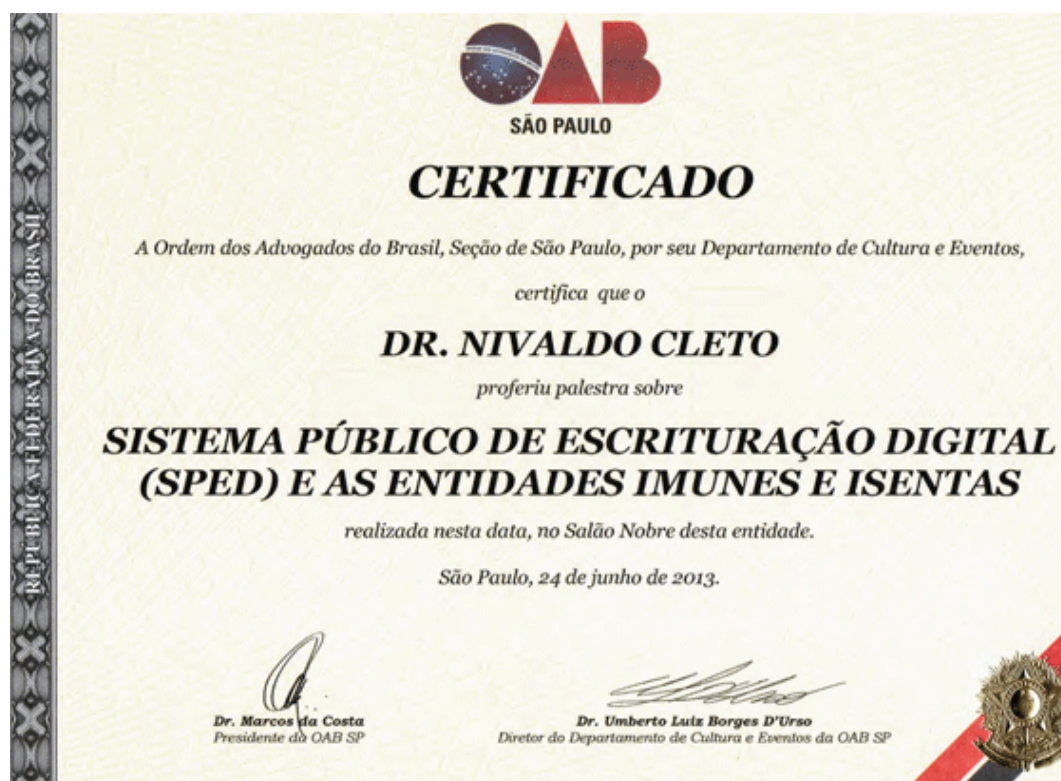 OAB
SÃO PAULO
CERTIFICADO
A Ordem dos Advogados do Brasil, Seção de São Paulo, por seu Departamento de Cultura e Eventos,
certifica que o
DR. NIVALDO CLETO
proferiu palestra sobre
SISTEMA PÚBLICO DE ESCRITURAÇÃO DIGITAL
(SPED) E AS ENTIDADES IMUNES E ISENTAS
realizada nesta data, no Salão Nobre desta entidade.
São Paulo, 24 de junho de 2013.
Dr. Marcos da Costa
Presidente da OAB SP
Dr. Umberto Luiz Borges D'Urso
Diretor do Departamento de Cultura e Eventos da OAB SP
REPÚBLICA FEDERATIVA DO BRASIL